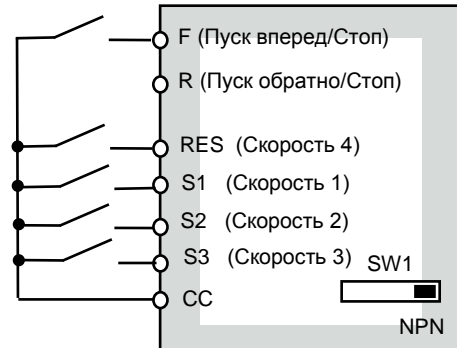 F (Пуск вперед/Стоп)
R (Пуск обратно/Стоп)
RES (Скорость 4)
S1 (Скорость 1)
S2 (Скорость 2)
S3 (Скорость 3)
SW1
CC
NPN